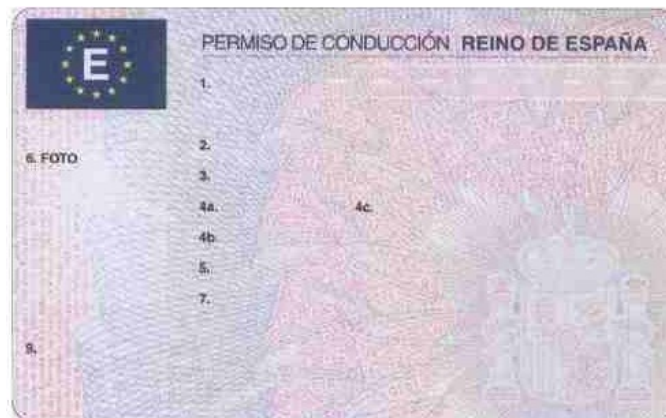 E
PERMISO DE CONDUCCIÓN REINO DE ESPAÑA
1.
2.
6. FOTO
3.
4a. 4c.
4b
5.
7.
9.